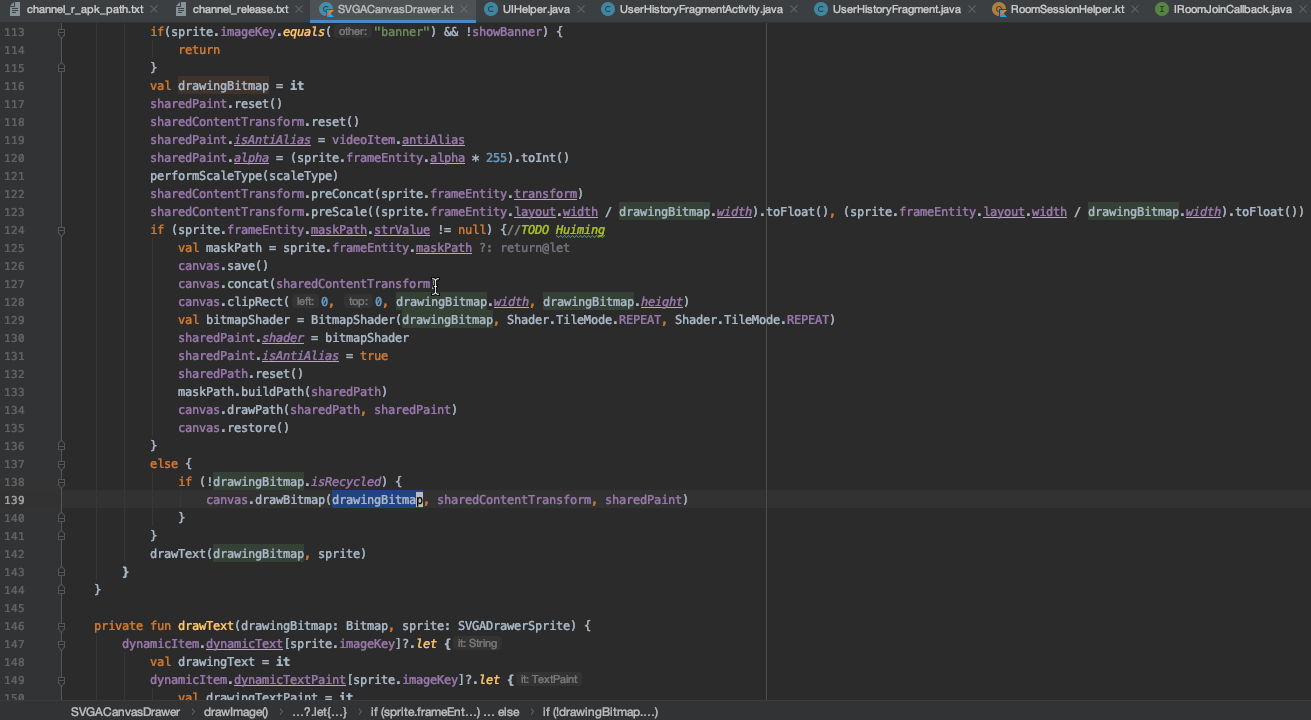 channel_r_apk_path.txt channel_release.txt SVGACanvasDrawer.kt UIHelper.java UserHistoryFragmentActivity.java UserHistoryFragment.java RoomSessionHelper.kt IRoomJoinCallback.java
113 if(sprite.imageKey.equals( other: "banner") && !showBanner) {
114 return
115 }
116 val drawingBitmap = it
117 sharedPaint.reset()
118 sharedContentTransform.reset()
119 sharedPaint.isAntiAlias = videoItem.antiAlias
120 sharedPaint.alpha = (sprite.frameEntity.alpha * 255).toInt()
121 performScaleType(scaleType)
122 sharedContentTransform.preConcat(sprite.frameEntity.transform)
123 sharedContentTransform.preScale((sprite.frameEntity.layout.width / drawingBitmap.width).toFloat(), (sprite.frameEntity.layout.width / drawingBitmap.width).toFloat())
124 if (sprite.frameEntity.maskPath.strValue != null) {//TODO Huiming
125 val maskPath = sprite.frameEntity.maskPath ?: return@let
126 canvas.save()
127 canvas.concat(sharedContentTransform)
128 canvas.clipRect( left: 0, top: 0, drawingBitmap.width, drawingBitmap.height)
129 val bitmapShader = BitmapShader(drawingBitmap, Shader.TileMode.REPEAT, Shader.TileMode.REPEAT)
130 sharedPaint.shader = bitmapShader
131 sharedPaint.isAntiAlias = true
132 sharedPath.reset()
133 maskPath.buildPath(sharedPath)
134 canvas.drawPath(sharedPath, sharedPaint)
135 canvas.restore()
136 }
137 else {
138 if (!drawingBitmap.isRecycled) {
139 canvas.drawBitmap(drawingBitmap, sharedContentTransform, sharedPaint)
140 }
141 }
142 drawText(drawingBitmap, sprite)
143 }
144 }
145
146 private fun drawText(drawingBitmap: Bitmap, sprite: SVGADrawerSprite) {
147 dynamicItem.dynamicText[sprite.imageKey]?.let { it: String
148 val drawingText = it
149 dynamicItem.dynamicTextPaint[sprite.imageKey]?.let { it: TextPaint
150 val drawingTextPaint = it
SVGACanvasDrawer drawImage() ...?.let{...} if (sprite.frameEnt...) ... else if (!drawingBitmap....)